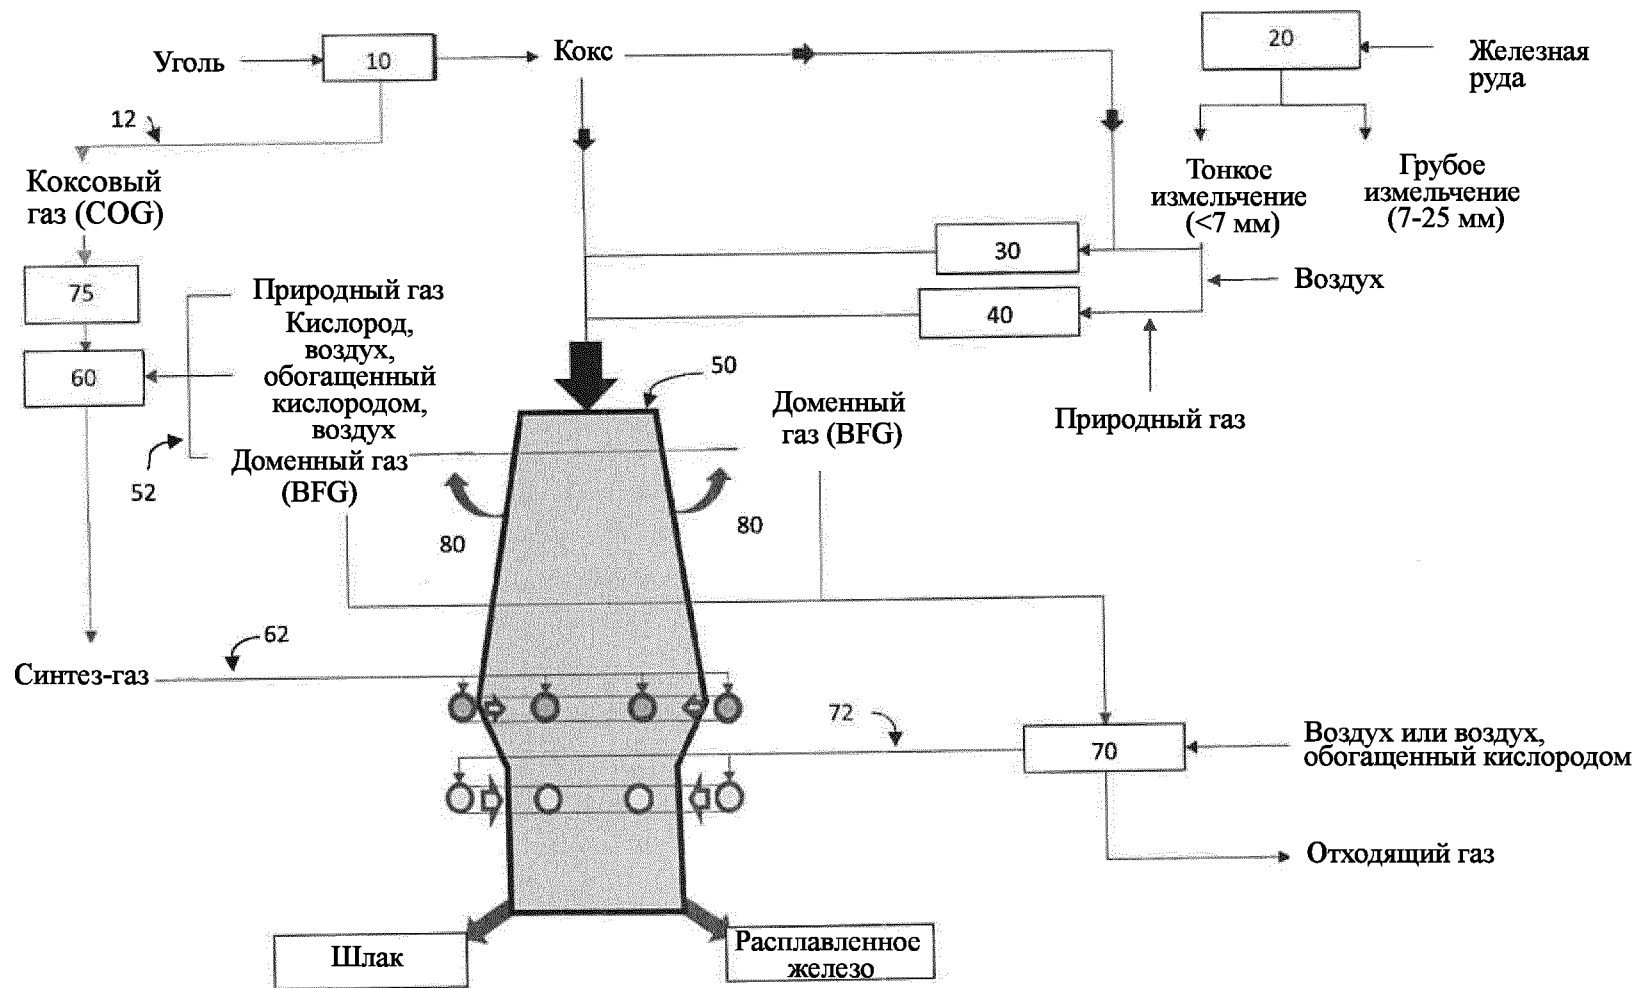 Уголь
10
Кокс
20
Железная
руда
12
Коксовый
газ (COG)
Тонкое
измельчение
(<7 мм)
Грубое
измельчение
(7-25 мм)
30
75
Природный газ
Воздух
40
Кислород,
воздух,
обогащенный
кислородом,
воздух
60
50
Доменный
газ (BFG)
Природный газ
52
Доменный газ
(BFG)
80
80
62
Синтез-газ
72
70
Воздух или воздух,
обогащенный кислородом
Отходящий газ
Шлак
Расплавленное
железо